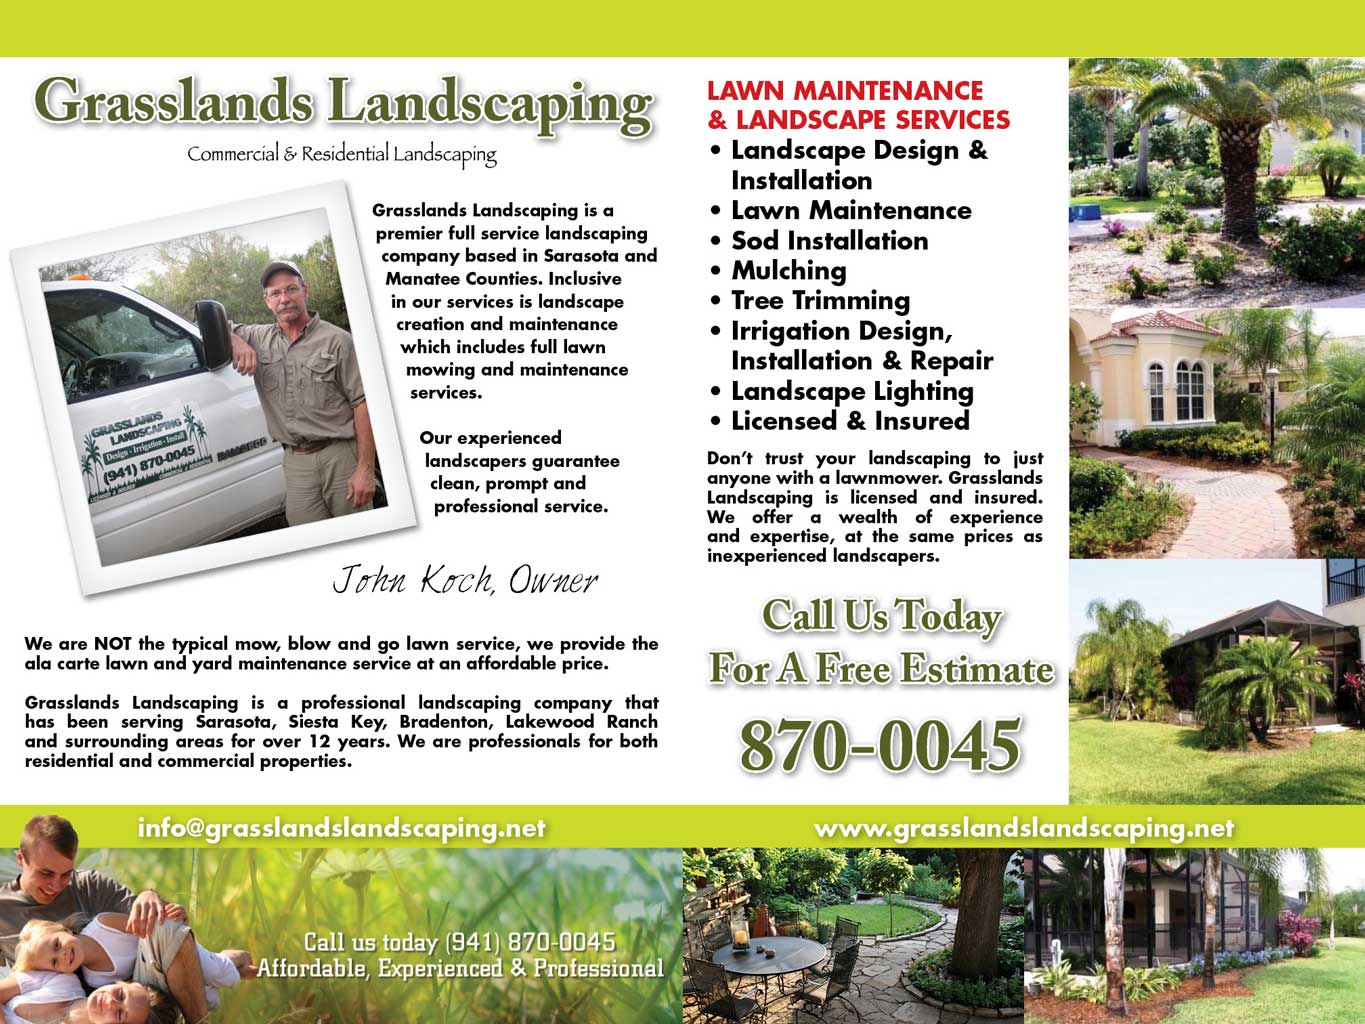 Grasslands Landscaping
Commercial & Residential Landscaping
Grasslands Landscaping is a
premier full service landscaping
company based in Sarasota and
Manatee Counties. Inclusive
in our services is landscape
creation and maintenance
which includes full lawn
mowing and maintenance
services.
Our experienced
landscapers guarantee
clean, prompt and
professional service.
GRASSLANDS
LANDSCAPING
Design • Irrigation • Install
(941) 870-0045
John Koch, Owner
We are NOT the typical mow, blow and go lawn service, we provide the
ala carte lawn and yard maintenance service at an affordable price.
Grasslands Landscaping is a professional landscaping company that
has been serving Sarasota, Siesta Key, Bradenton, Lakewood Ranch
and surrounding areas for over 12 years. We are professionals for both
residential and commercial properties.
LAWN MAINTENANCE
& LANDSCAPE SERVICES
• Landscape Design &
Installation
• Lawn Maintenance
• Sod Installation
• Mulching
• Tree Trimming
• Irrigation Design,
Installation & Repair
• Landscape Lighting
• Licensed & Insured
Don't trust your landscaping to just
anyone with a lawnmower. Grasslands
Landscaping is licensed and insured.
We offer a wealth of experience
and expertise, at the same prices as
inexperienced landscapers.
Call Us Today
For A Free Estimate
870-0045
info@grasslandslandscaping.net
www.grasslandslandscaping.net
Call us today (941) 870-0045
Affordable, Experienced & Professional